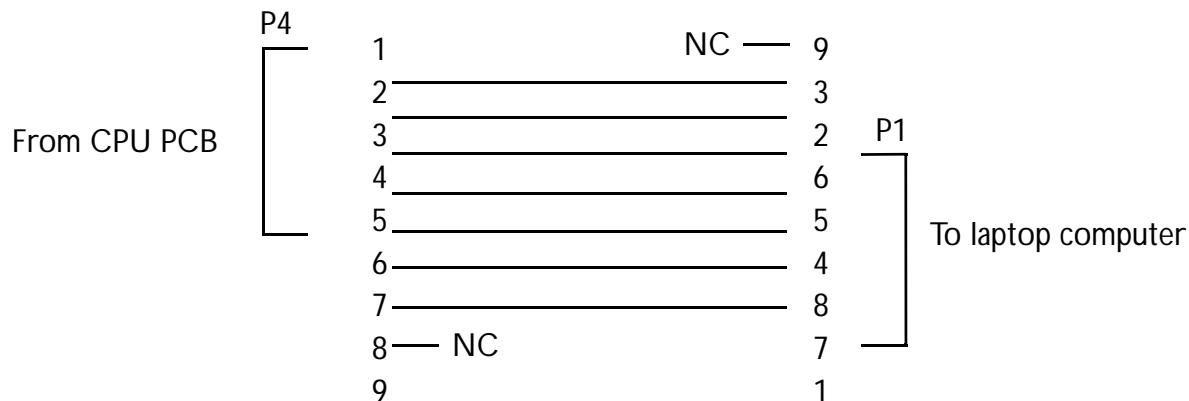 P4
1 NC 9
2 3
3 2 P1
From CPU PCB
4 6
5 5 To laptop computer
6 4
7 8
8 NC 7
9 1